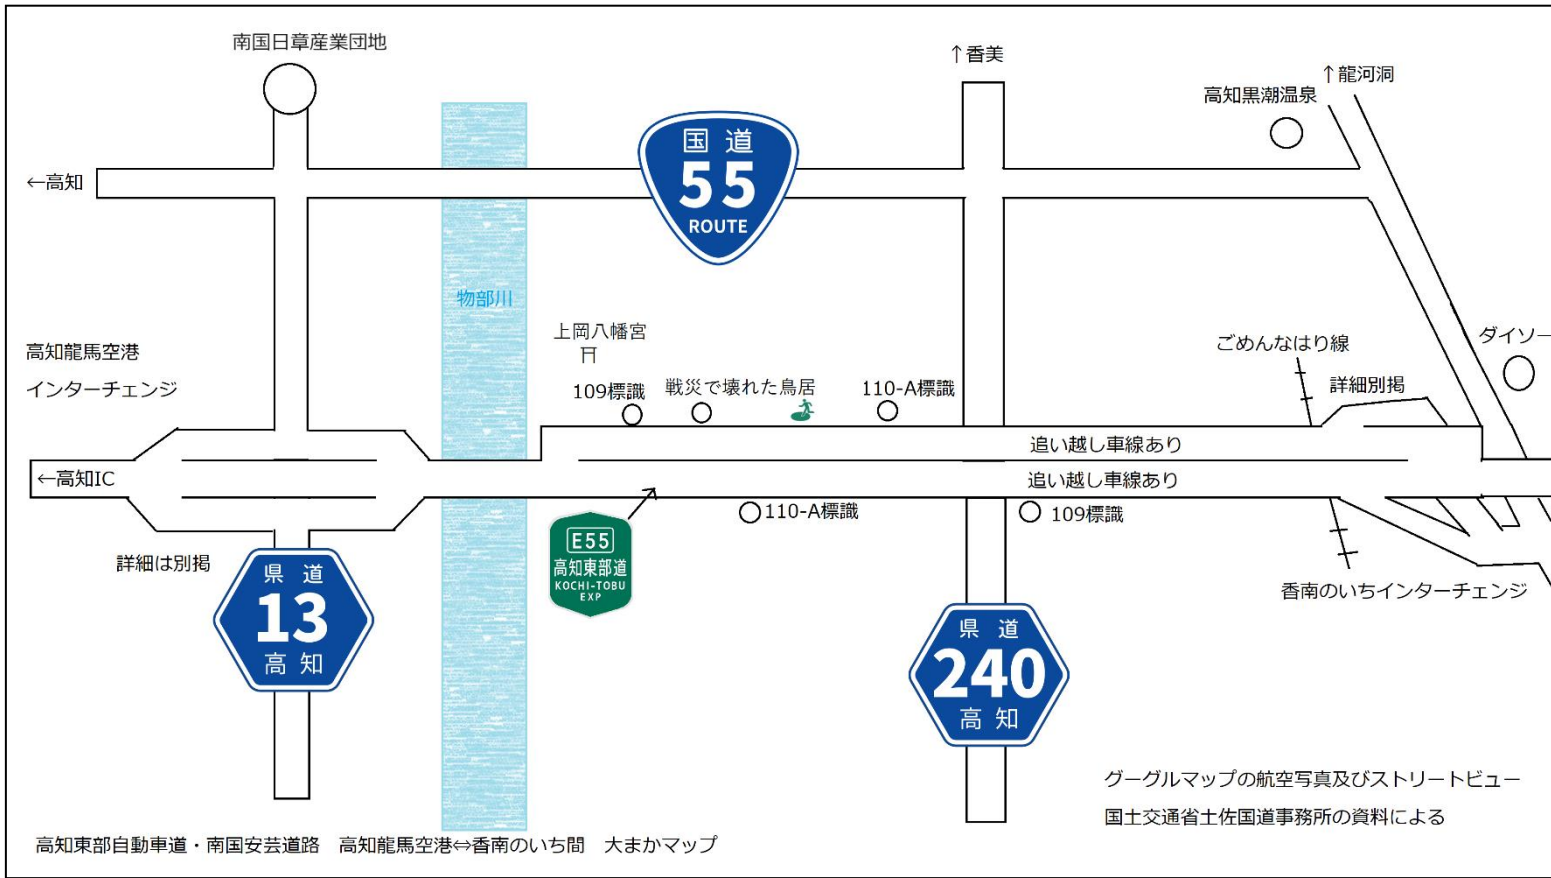 南国日章産業団地
↑香美
↑龍河洞
高知黒潮温泉
←高知
国道
55
ROUTE
物部川
上岡八幡宮
高知龍馬空港
インターチェンジ
ごめんなはり線
ダイソー
109標識
戦災で壊れた鳥居
110-A標識
詳細別掲
追い越し車線あり
←高知IC
追い越し車線あり
110-A標識
109標識
E55
高知東部道
KOCHI-TOBU
EXP
詳細は別掲
県道
13
高知
香南のいちインターチェンジ
県道
240
高知
グーグルマップの航空写真及びストリートビュー
国土交通省土佐国道事務所の資料による
高知東部自動車道・南国安芸道路　高知龍馬空港⇔香南のいち間　大まかマップ